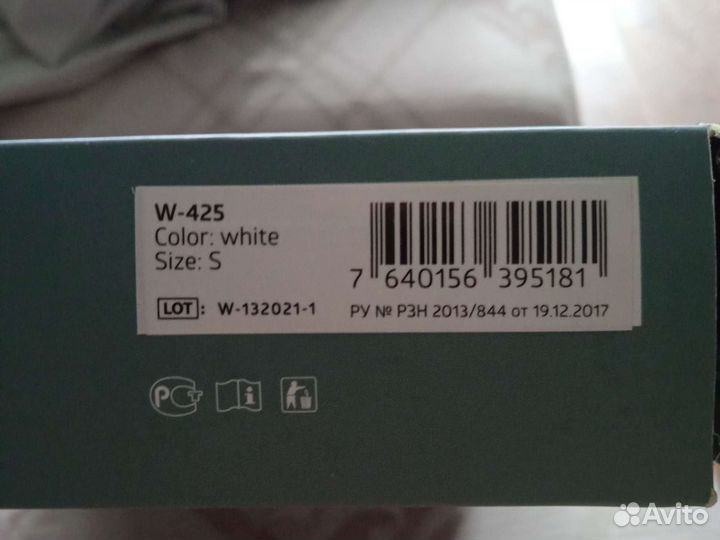 W-425
Color: white
Size: S
7 640156 395181
LOT: W-132021-1
РУ № РЗН 2013/844 от 19.12.2017
РСТ
i
Avito